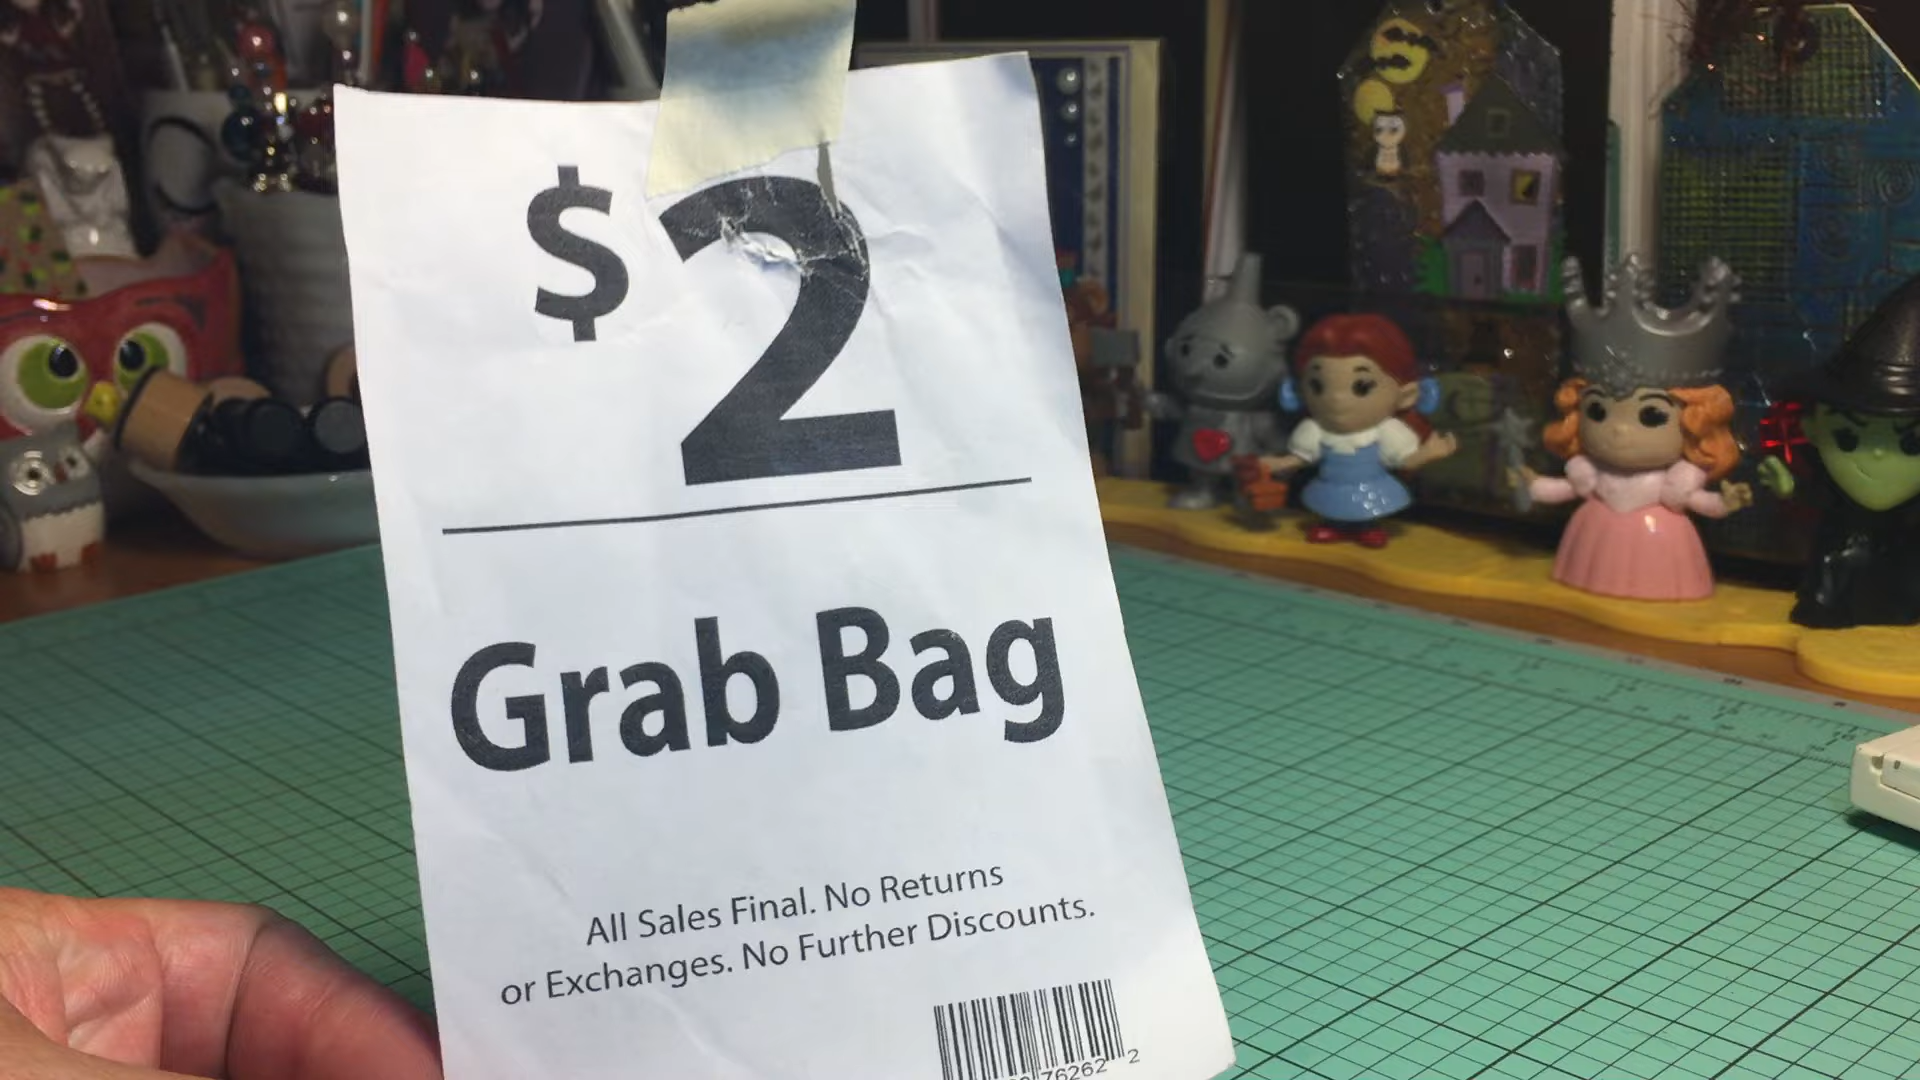 $2
Grab Bag
All Sales Final. No Returns
or Exchanges. No Further Discounts.
76262 2